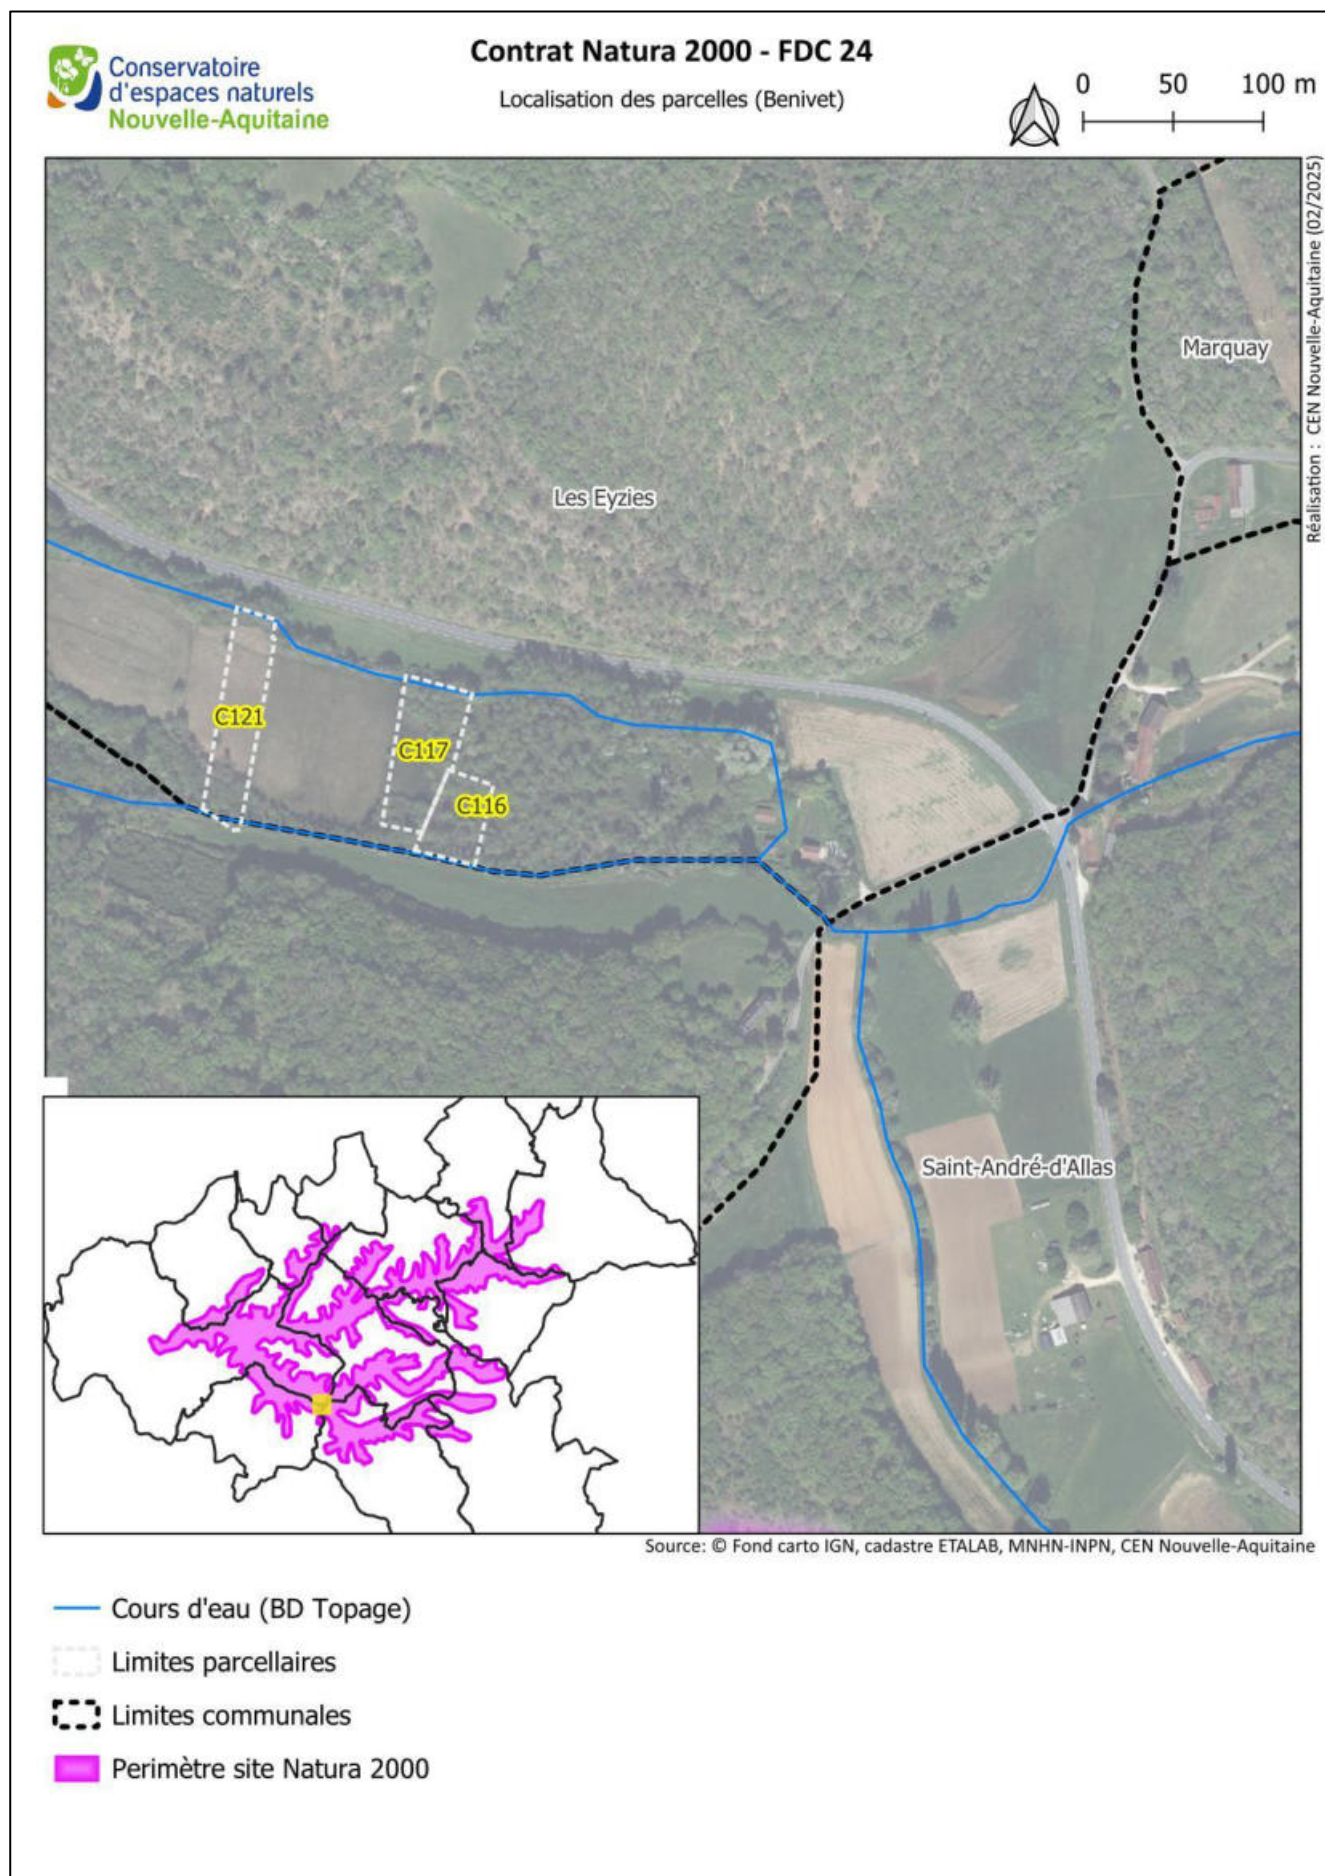 Conservatoire
d'espaces naturels
Nouvelle-Aquitaine
Contrat Natura 2000 - FDC 24
Localisation des parcelles (Benivet)
0 50 100 m
Réalisation : CEN Nouvelle-Aquitaine (02/2025)
Marquay
Les Eyzies
C121
C117
C116
Saint-André-d'Allas
Source: © Fond carto IGN, cadastre ETALAB, MNHN-INPN, CEN Nouvelle-Aquitaine
Cours d'eau (BD Topage)
Limites parcellaires
Limites communales
Perimètre site Natura 2000